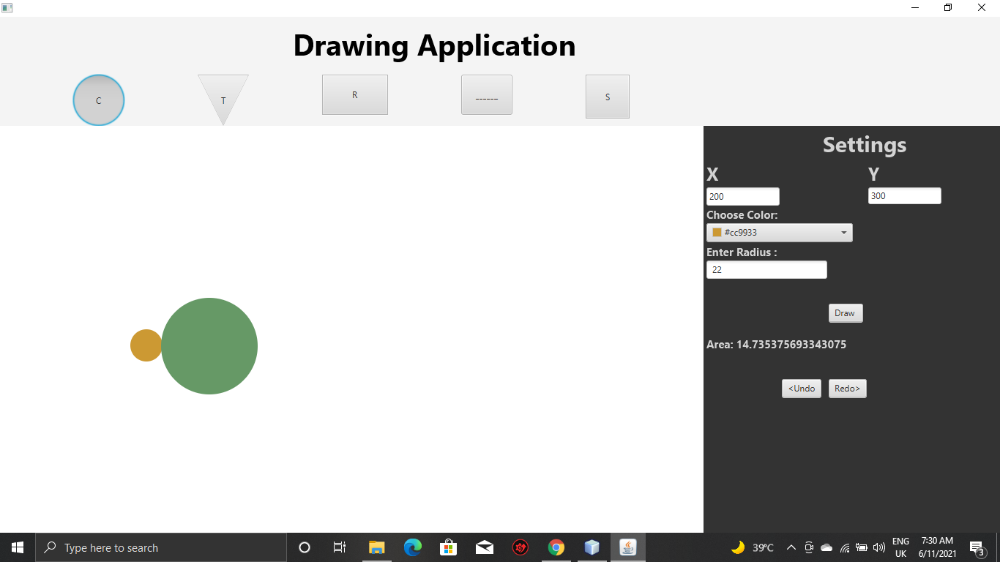 Drawing Application
C
T
R
------
S
Settings
X Y
200 300
Choose Color:
#cc9933
Enter Radius :
22
Draw
Area: 14.735375693343075
<Undo Redo>
Type here to search
39°C
ENG
UK
7:30 AM
6/11/2021
3